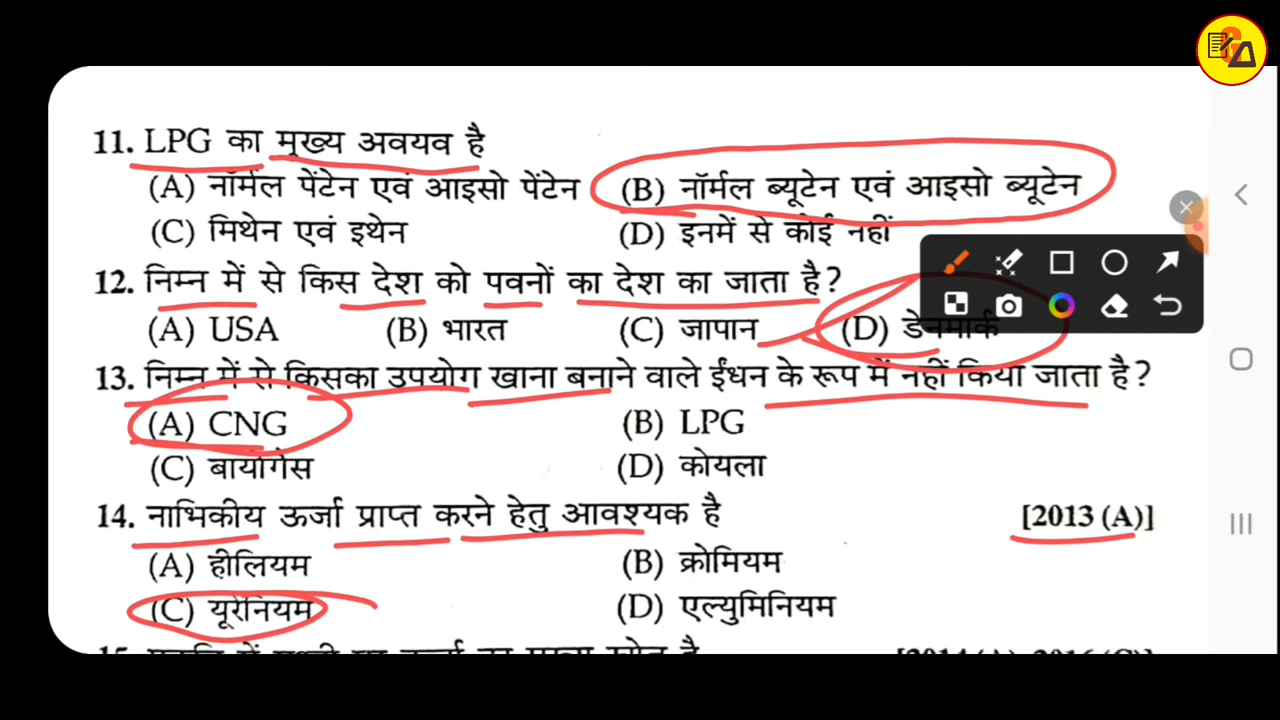 11. LPG का मुख्य अवयव है
(A) नॉर्मल पेंटेन एवं आइसो पेंटेन (B) नॉर्मल ब्यूटेन एवं आइसो ब्यूटेन
(C) मिथेन एवं इथेन (D) इनमें से कोई नहीं
12. निम्न में से किस देश को पवनों का देश का जाता है?
(A) USA (B) भारत (C) जापान (D) डेनमार्क
13. निम्न में से किसका उपयोग खाना बनाने वाले ईंधन के रूप में नहीं किया जाता है?
(A) CNG (B) LPG
(C) बायोगैस (D) कोयला
14. नाभिकीय ऊर्जा प्राप्त करने हेतु आवश्यक है [2013 (A)]
(A) हीलियम (B) क्रोमियम
(C) यूरेनियम (D) एल्युमिनियम